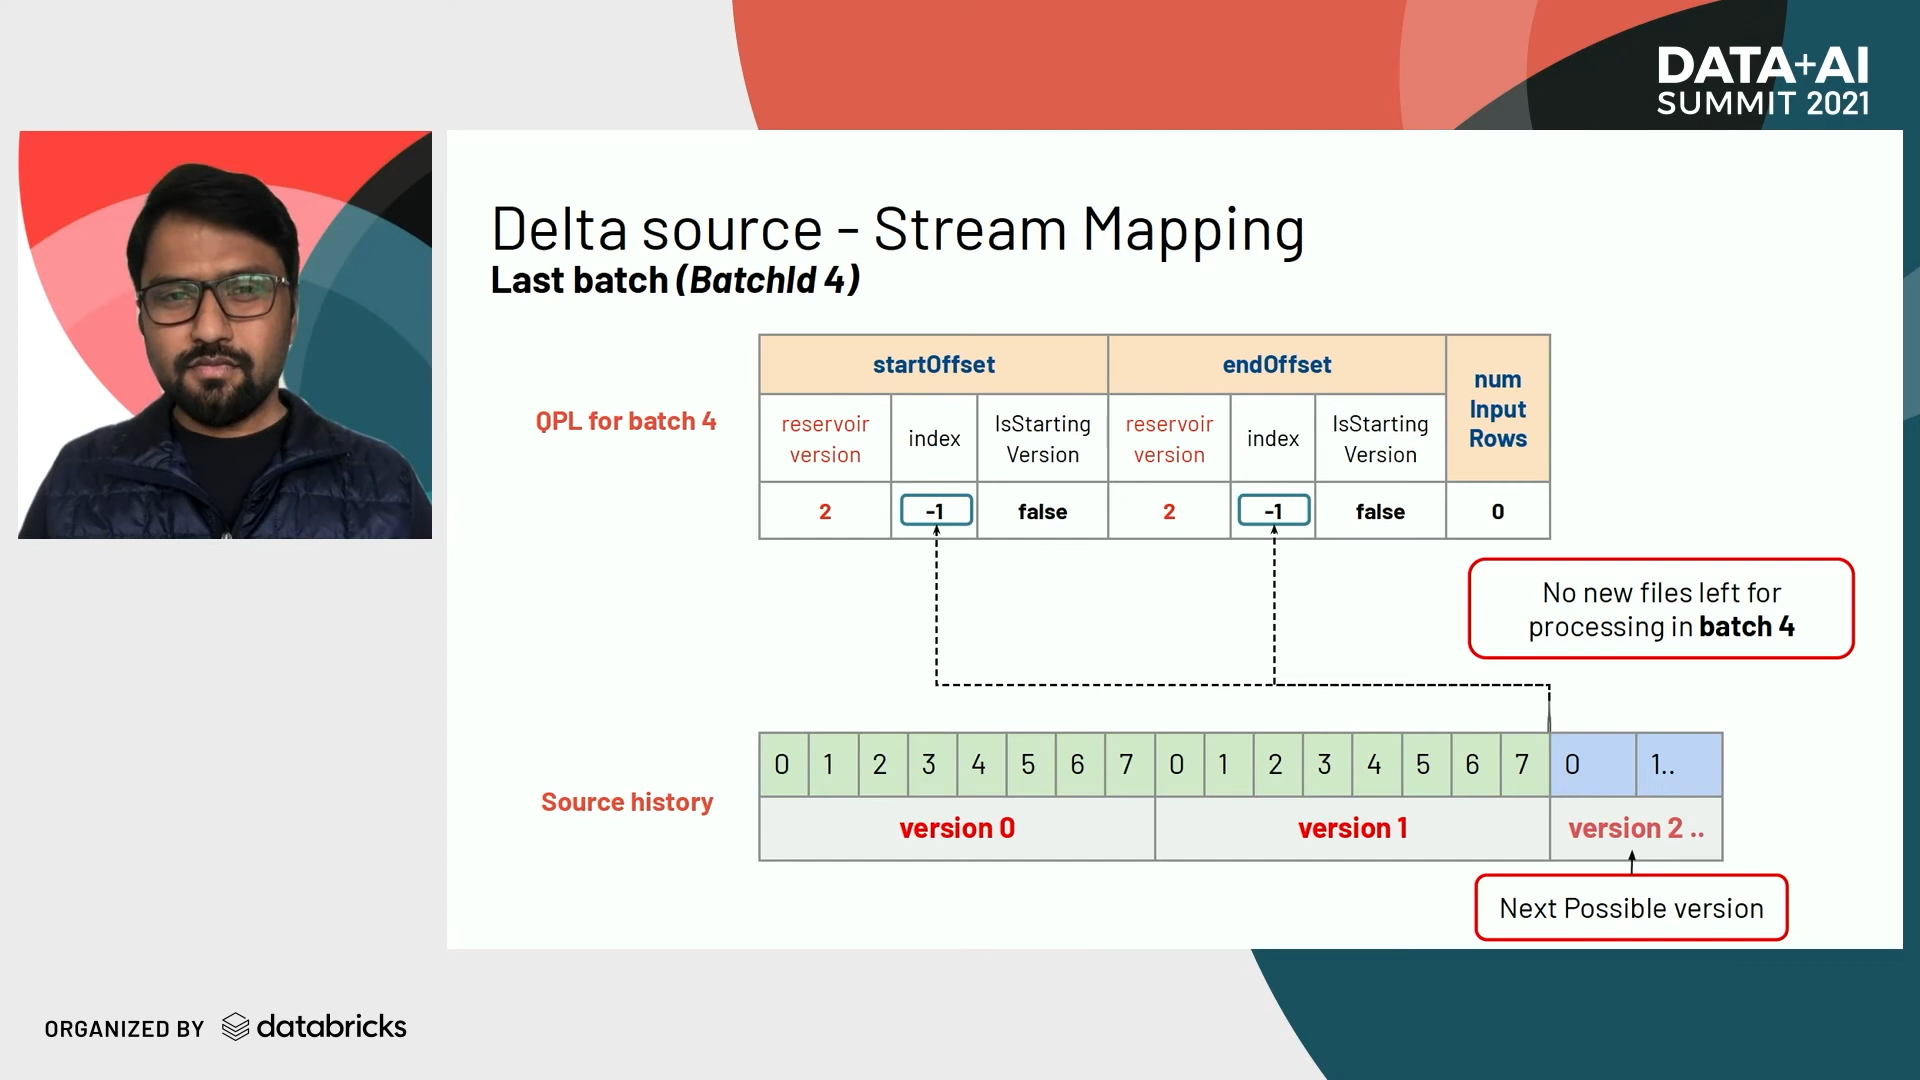 DATA+AI
SUMMIT 2021
Delta source - Stream Mapping
Last batch (BatchId 4)
QPL for batch 4
startOffset endOffset num Input Rows
reservoir version index IsStarting Version reservoir version index IsStarting Version
2 -1 false 2 -1 false 0
No new files left for
processing in batch 4
Source history
0 1 2 3 4 5 6 7 0 1 2 3 4 5 6 7 0 1..
version 0 version 1 version 2 ..
Next Possible version
ORGANIZED BY databricks